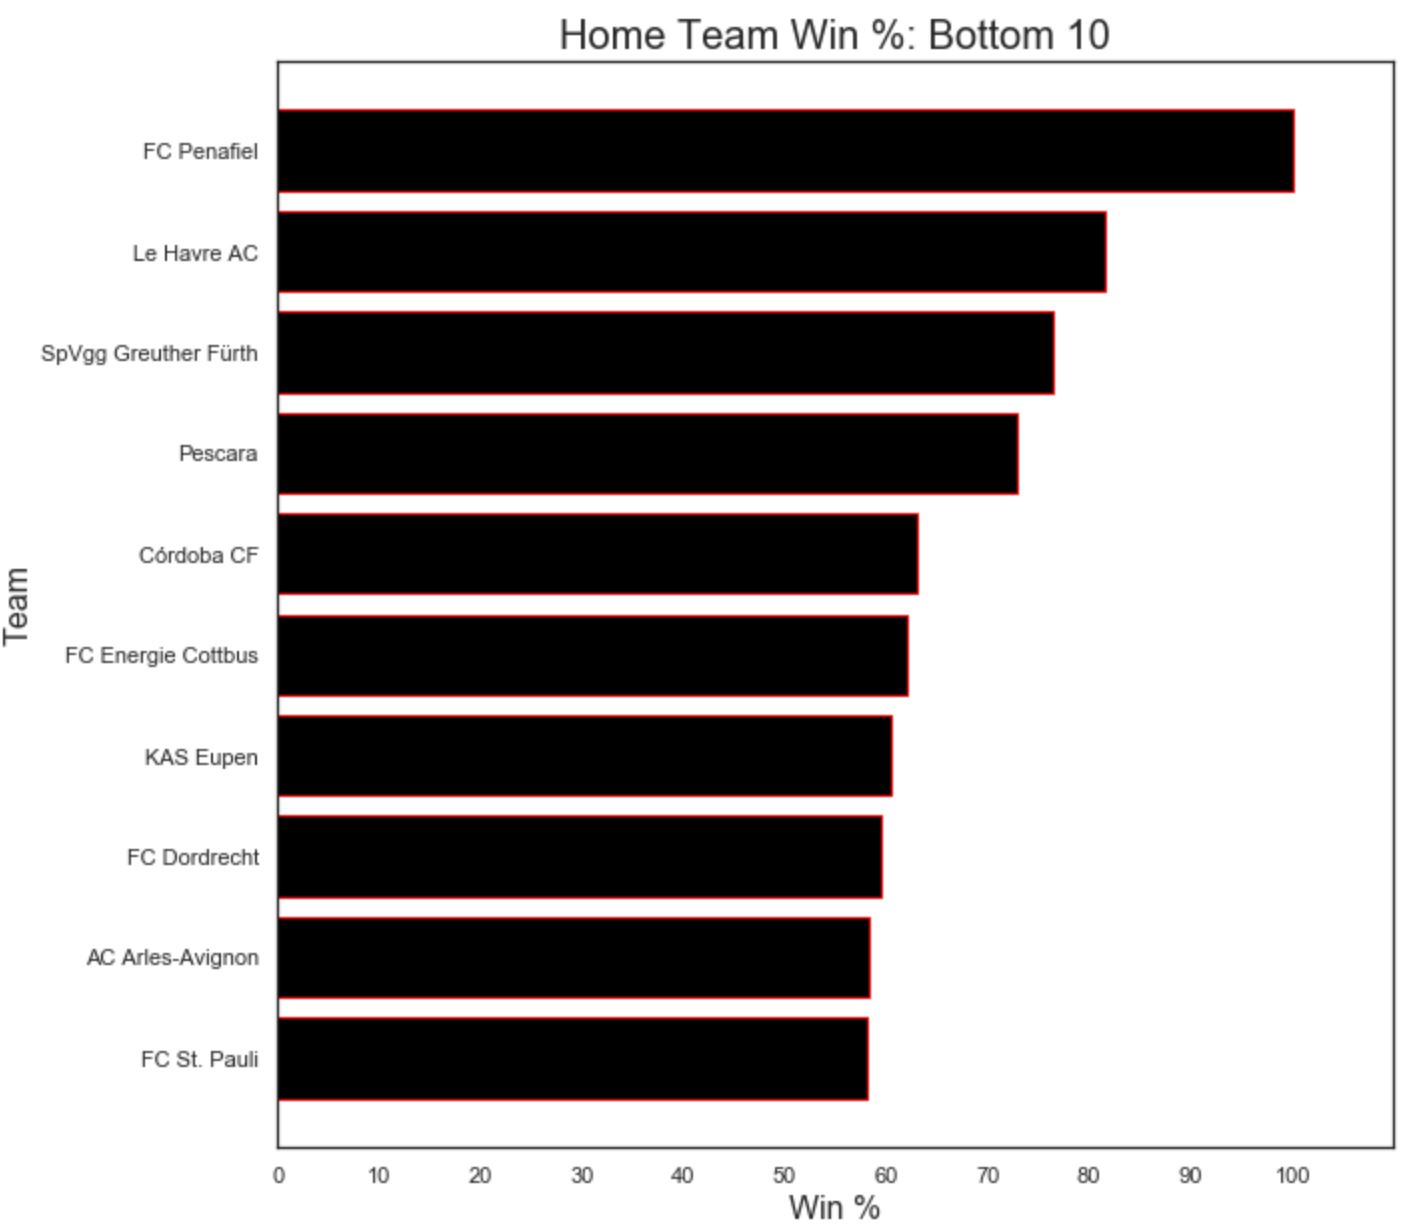 Home Team Win %: Bottom 10
FC Penafiel
Le Havre AC
SpVgg Greuther Fürth
Pescara
Córdoba CF
Team
FC Energie Cottbus
KAS Eupen
FC Dordrecht
AC Arles-Avignon
FC St. Pauli
0 10 20 30 40 50 60 70 80 90 100
Win %